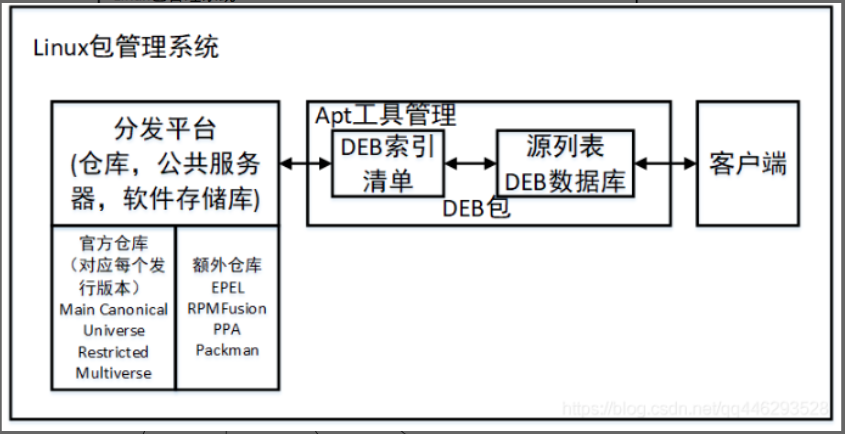 Linux包管理系统
分发平台
(仓库，公共服务
器，软件存储库)
官方仓库
（对应每个发
行版本）
Main Canonical
Universe
Restricted
Multiverse
额外仓库
EPEL
RPMFusion
PPA
Packman
Apt工具管理
DEB索引
清单
源列表
DEB数据库
DEB包
客户端
https://blog.csdn.net/qq446293528